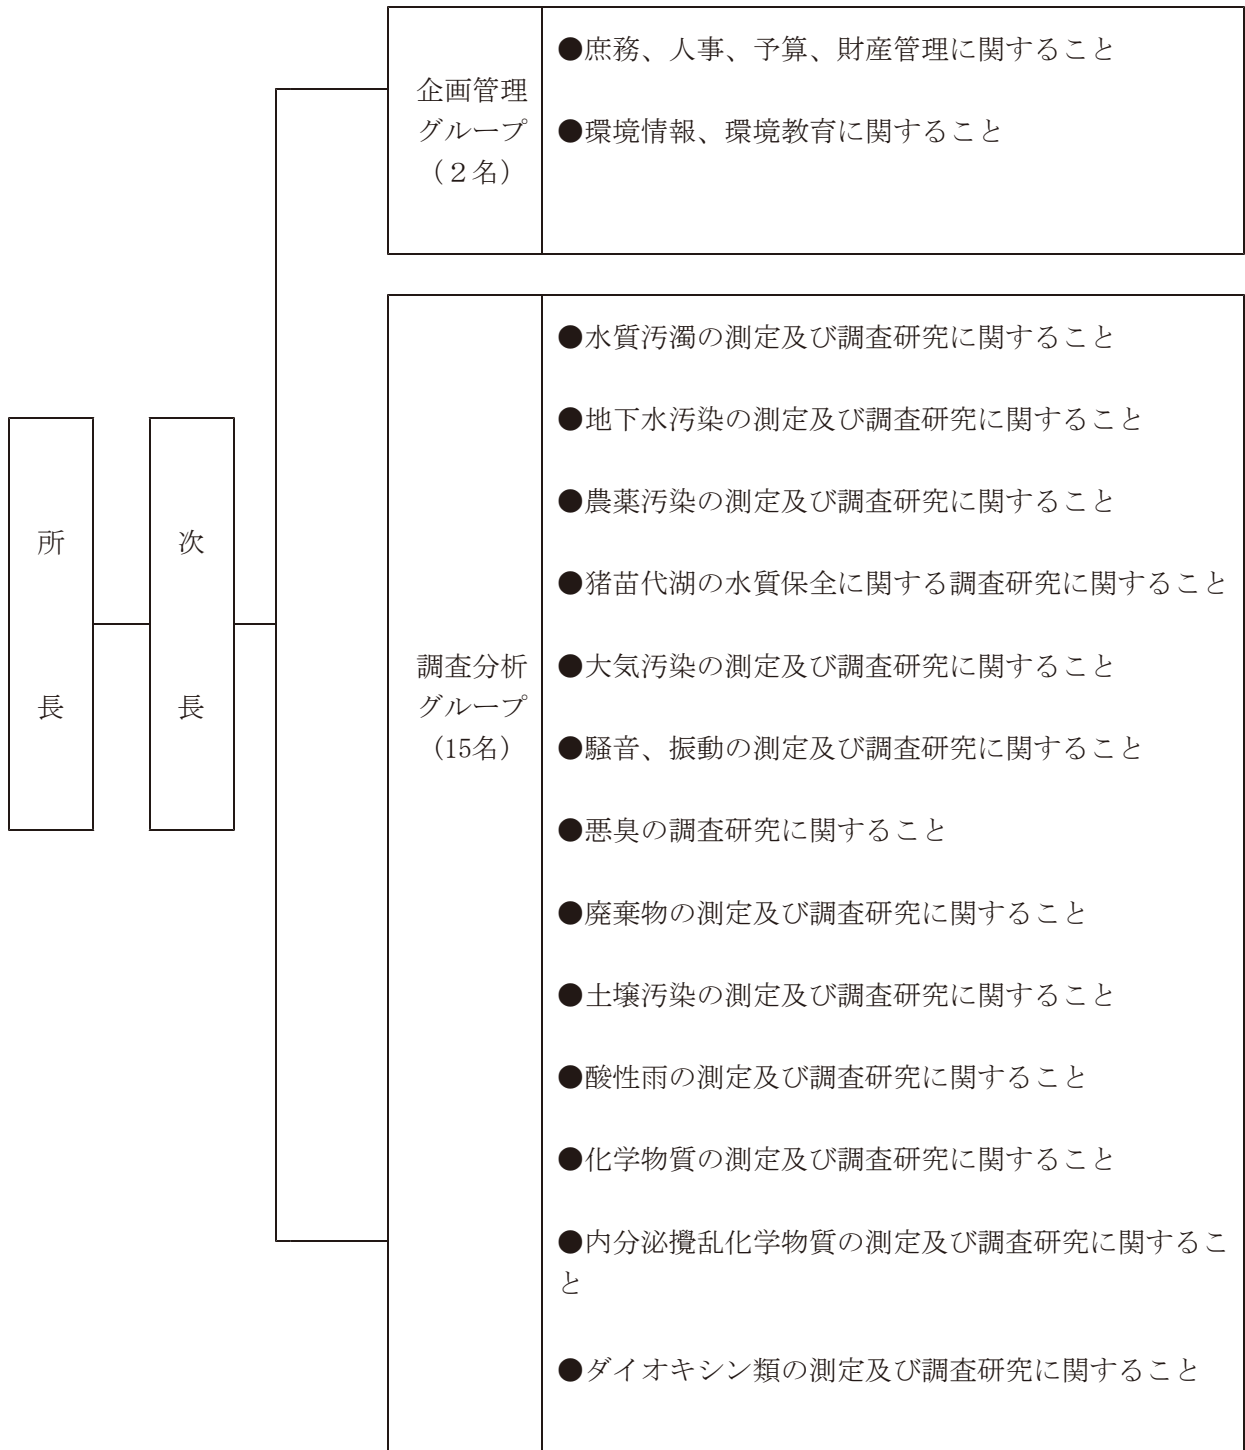 所長
次長
企画管理
グループ
（２名）
●庶務、人事、予算、財産管理に関すること
●環境情報、環境教育に関すること
調査分析
グループ
(15名）
●水質汚濁の測定及び調査研究に関すること
●地下水汚染の測定及び調査研究に関すること
●農薬汚染の測定及び調査研究に関すること
●猪苗代湖の水質保全に関する調査研究に関すること
●大気汚染の測定及び調査研究に関すること
●騒音、振動の測定及び調査研究に関すること
●悪臭の調査研究に関すること
●廃棄物の測定及び調査研究に関すること
●土壌汚染の測定及び調査研究に関すること
●酸性雨の測定及び調査研究に関すること
●化学物質の測定及び調査研究に関すること
●内分泌攪乱化学物質の測定及び調査研究に関するこ
と
●ダイオキシン類の測定及び調査研究に関すること